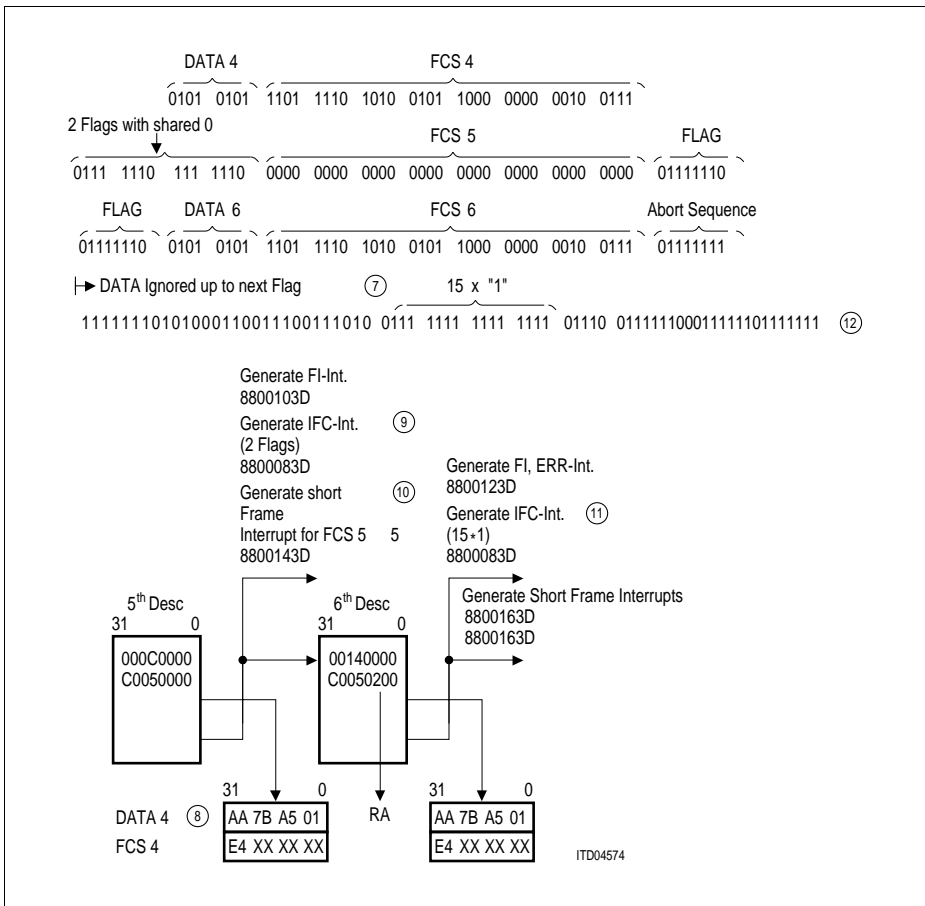 DATA 4 FCS 4
0101 0101 1101 1110 1010 0101 1000 0000 0010 0111
2 Flags with shared 0
FCS 5 FLAG
0111 1110 111 1110 0000 0000 0000 0000 0000 0000 0000 0000 01111110
FLAG DATA 6 FCS 6 Abort Sequence
01111110 0101 0101 1101 1110 1010 0101 1000 0000 0010 0111 01111111
DATA Ignored up to next Flag 7 15 x "1"
1111111010100011001110011101 0 0111 1111 1111 1111 01110 0111111100011111101111111 12
Generate FI-Int.
8800103D
Generate IFC-Int. 9
(2 Flags)
8800083D
Generate short 10
Frame
Interrupt for FCS 5 5
8800143D
Generate FI, ERR-Int.
8800123D
Generate IFC-Int. 11
(15*1)
8800083D
Generate Short Frame Interrupts
8800163D
8800163D
5th Desc 6th Desc
31 0 31 0
000C0000 00140000
C0050000 C0050200
31 0 RA 31 0
DATA 4 8 AA 7B A5 01 AA 7B A5 01
FCS 4 E4 XX XX XX E4 XX XX XX
ITD04574